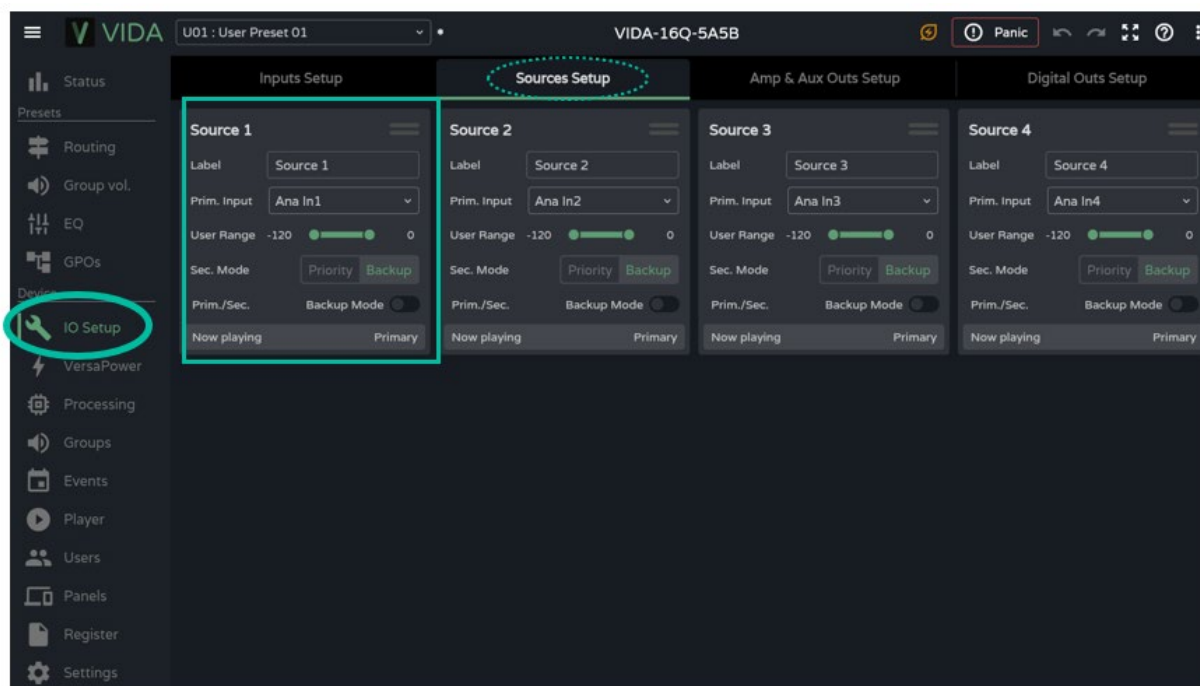 VIDA
U01 : User Preset 01
VIDA-16Q-5A5B
Panic
Status
Presets
Routing
Group vol.
EQ
GPOs
Device
IO Setup
VersaPower
Processing
Groups
Events
Player
Users
Panels
Register
Settings
Inputs Setup
Sources Setup
Amp & Aux Outs Setup
Digital Outs Setup
Source 1
Label Source 1
Prim. Input Ana In1
User Range -120 0
Sec. Mode Priority Backup
Prim./Sec. Backup Mode
Now playing Primary
Source 2
Label Source 2
Prim. Input Ana In2
User Range -120 0
Sec. Mode Priority Backup
Prim./Sec. Backup Mode
Now playing Primary
Source 3
Label Source 3
Prim. Input Ana In3
User Range -120 0
Sec. Mode Priority Backup
Prim./Sec. Backup Mode
Now playing Primary
Source 4
Label Source 4
Prim. Input Ana In4
User Range -120 0
Sec. Mode Priority Backup
Prim./Sec. Backup Mode
Now playing Primary